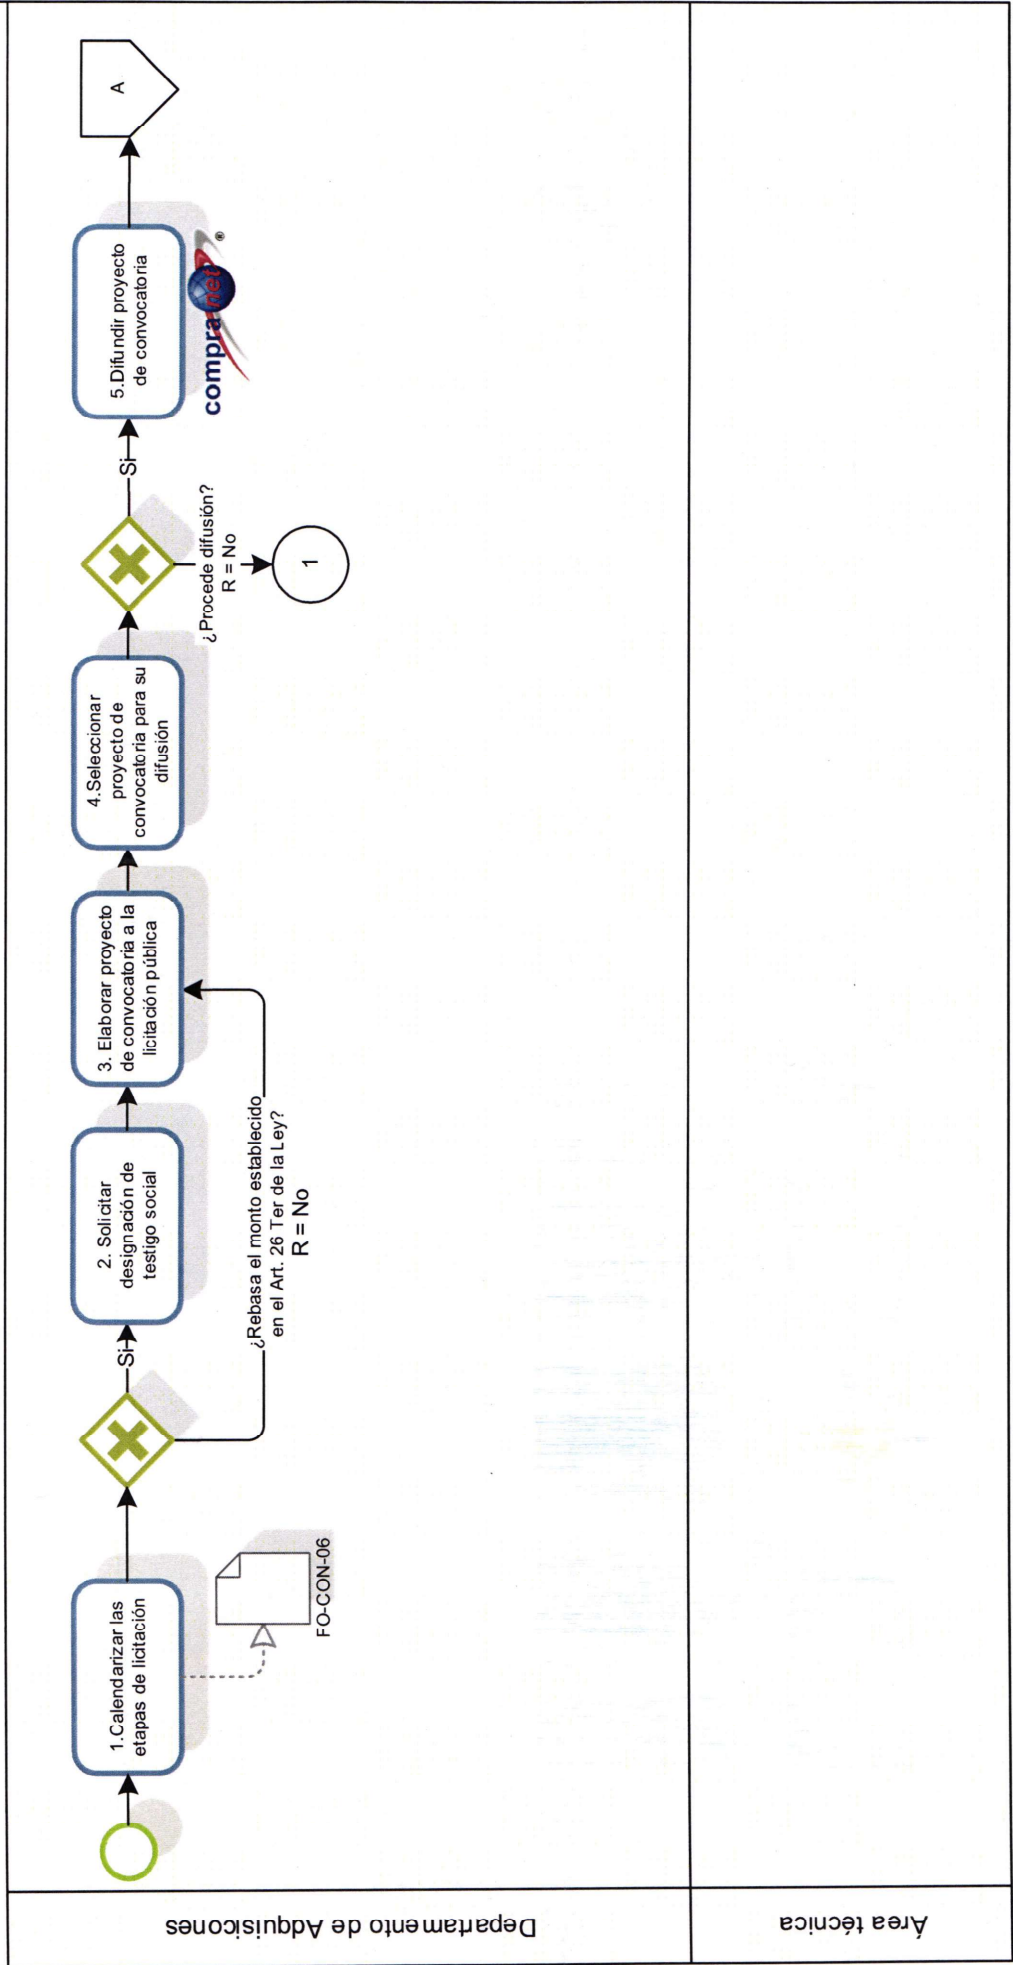 Departamento de Adquisicones
1.Calendarizar las
etapas de licitación
FO-CON-06
Si
¿Rebasa el monto establecido
en el Art. 26 Ter de la Ley?
R = No
2. Solicitar
designación de
testigo social
3. Elaborar proyecto
de convocatoria a la
licitación pública
4.Seleccionar
proyecto de
convocatoria para su
difusión
¿Procede difusión?
R = No
1
Si
5.Difundir proyecto
de convocatoria
compranet®
A
Área técnica